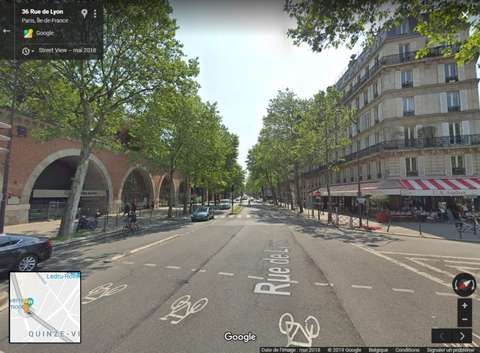 36 Rue de Lyon
Paris, Île-de-France
Google
Street View – mai 2018
Rue de Lyon
Ledru Rollin
QUINZE-VI
Google
Date de l'image : mai 2018
© 2019 Google
Belgique
Conditions
Signaler un problème